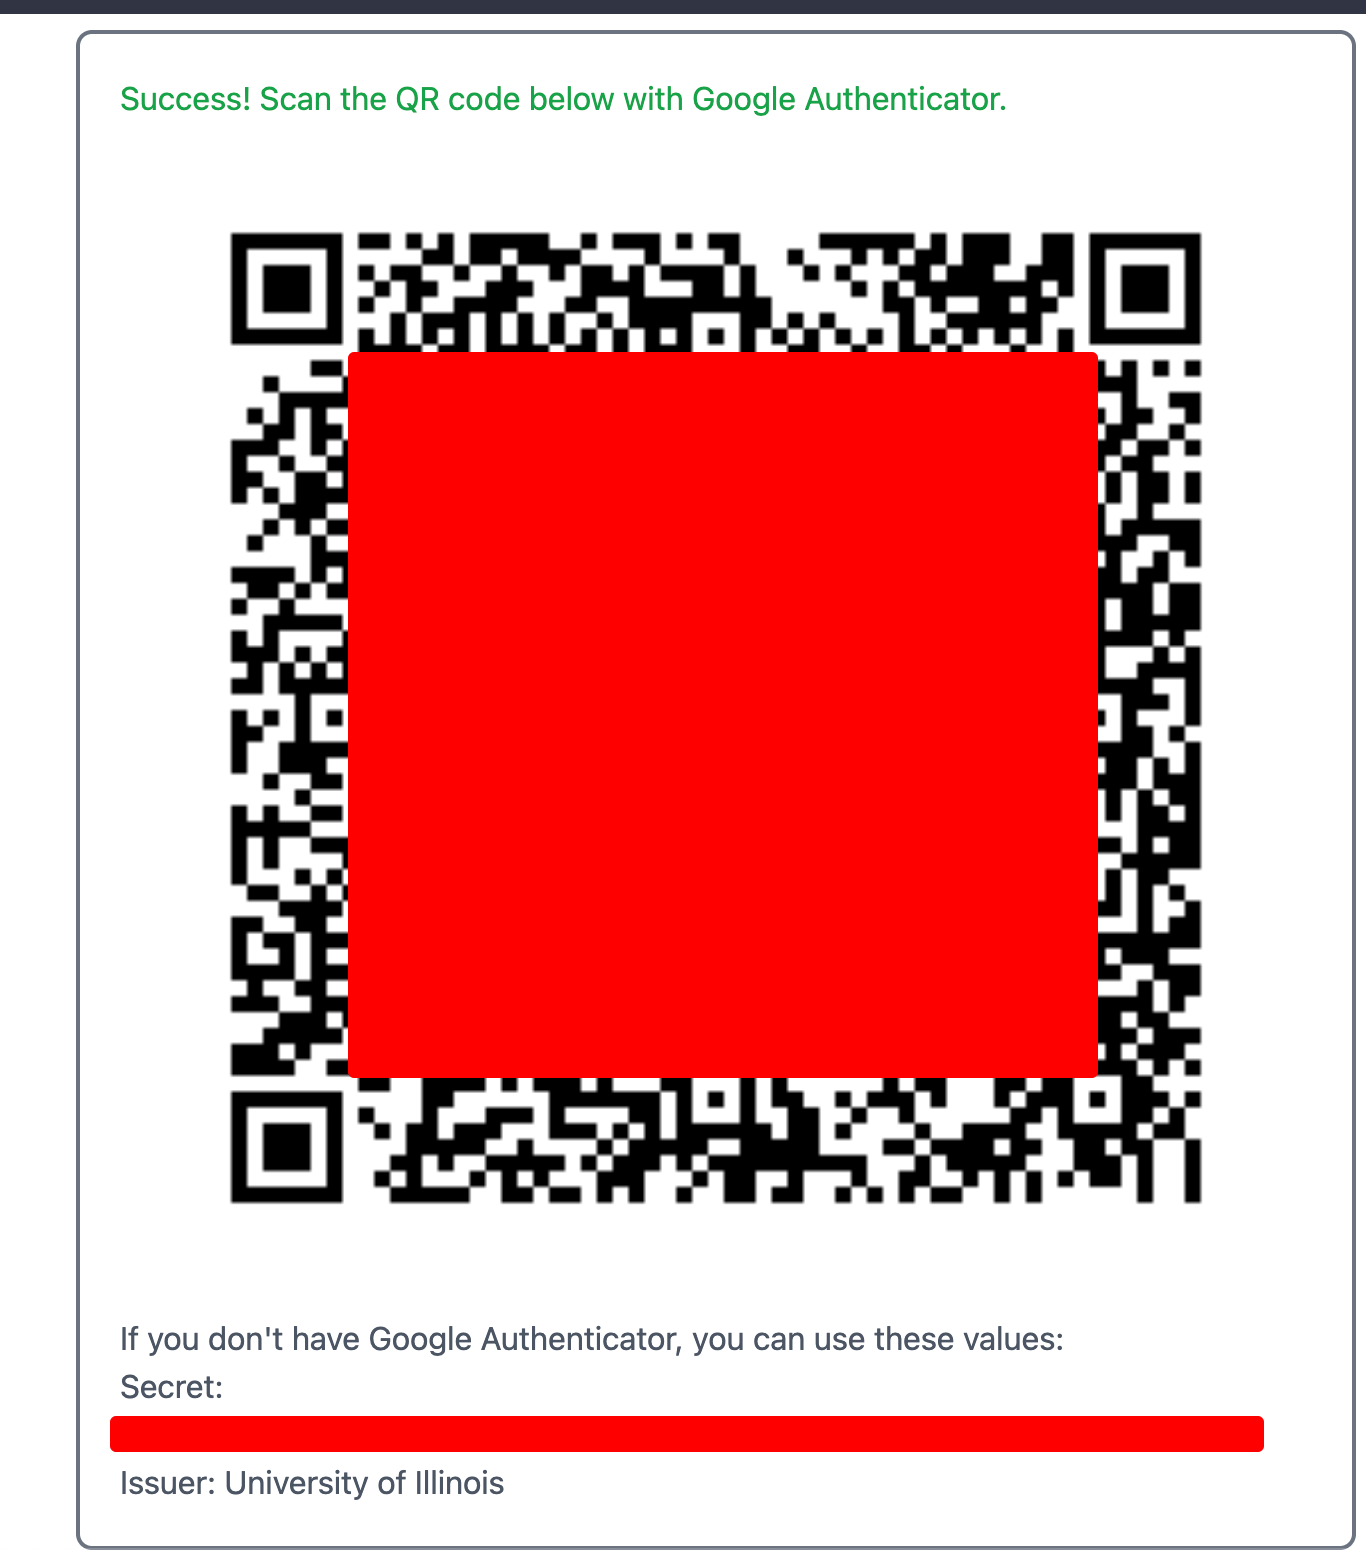 Success! Scan the QR code below with Google Authenticator.
If you don't have Google Authenticator, you can use these values:
Secret:
Issuer: University of Illinois